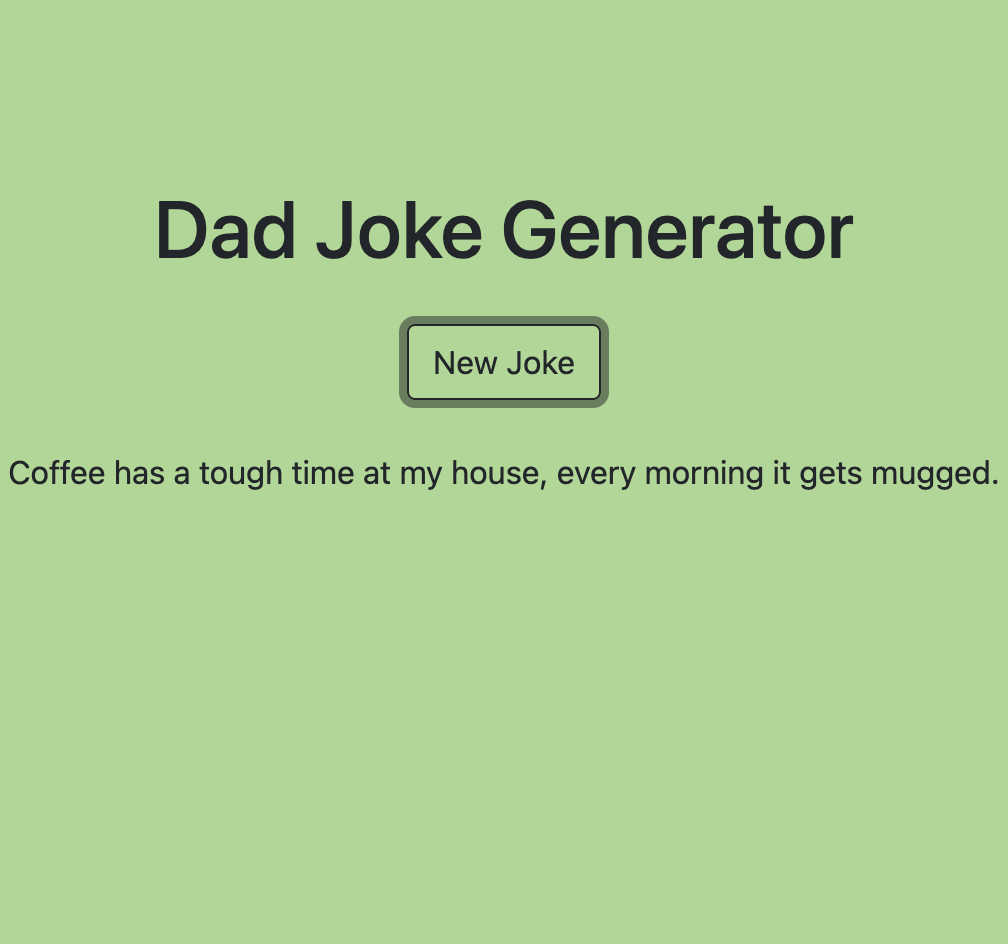 Dad Joke Generator
New Joke
Coffee has a tough time at my house, every morning it gets mugged.